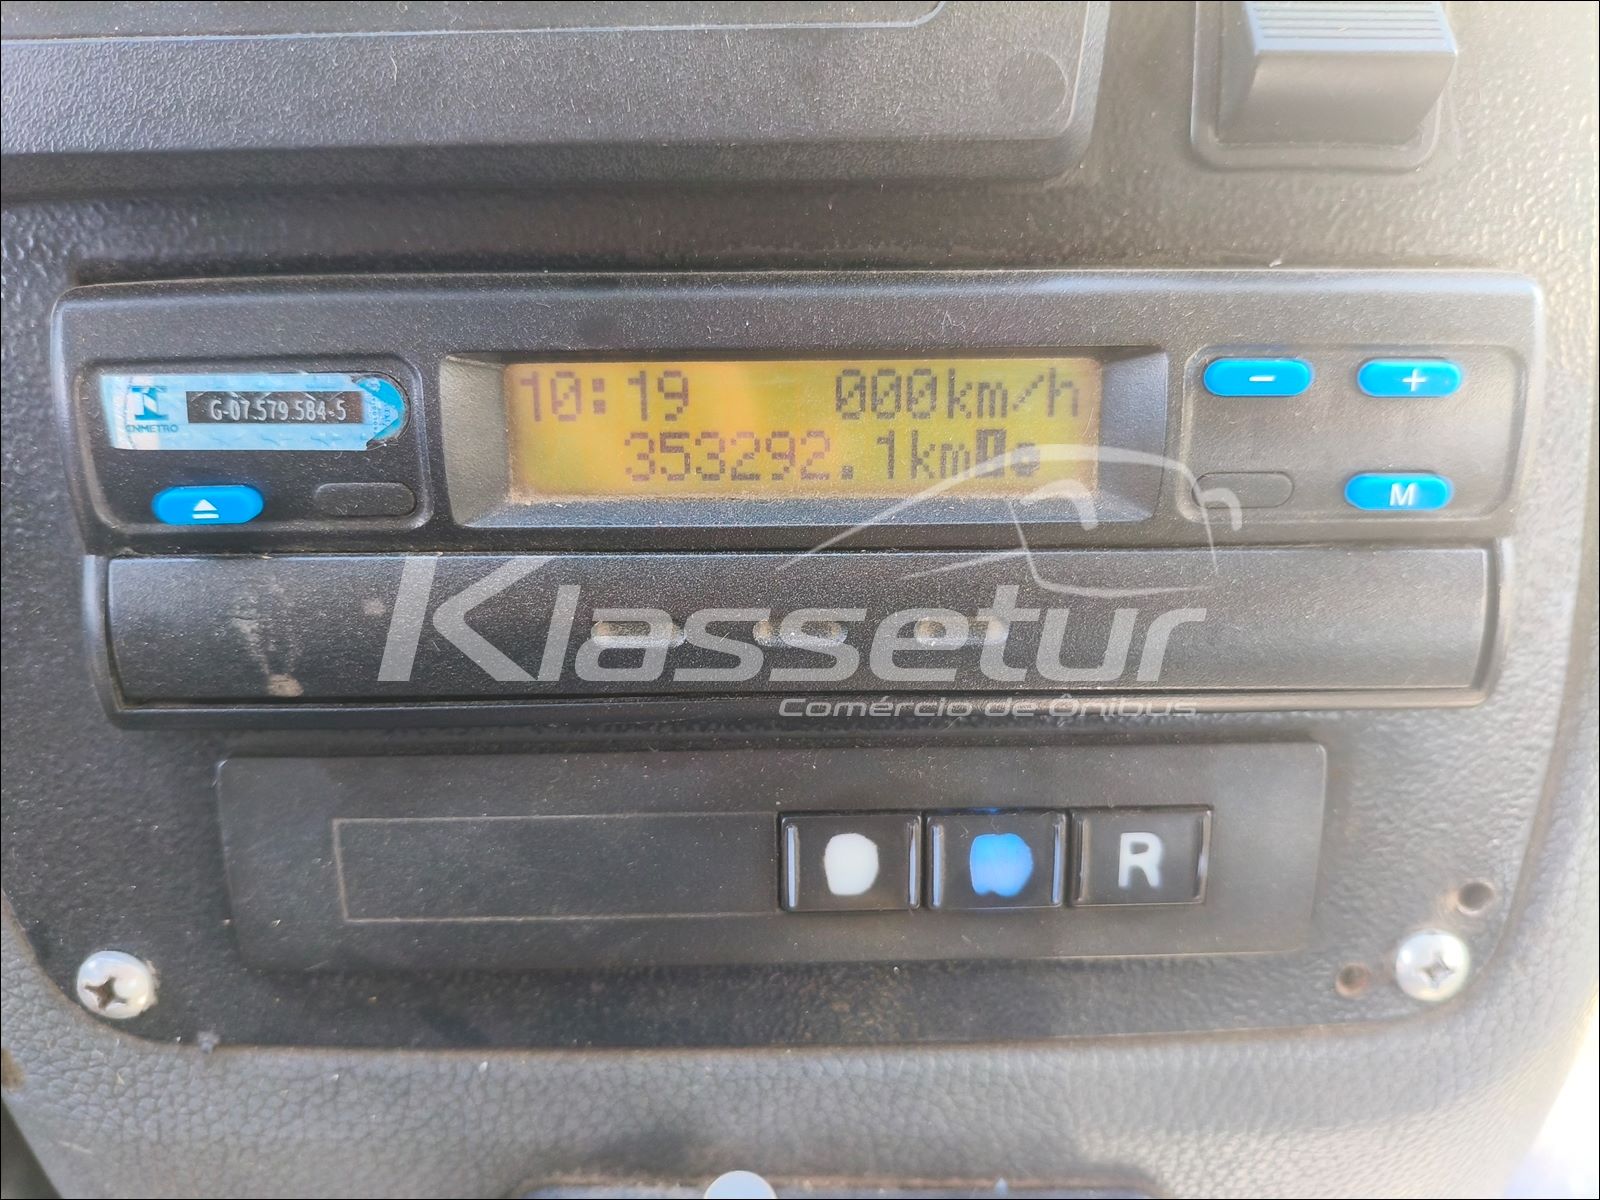 10:19 000km/h
353292.1km
INMETRO
G-07.579.584-5
- +
M
Klassetur
Comércio de Ônibus
R